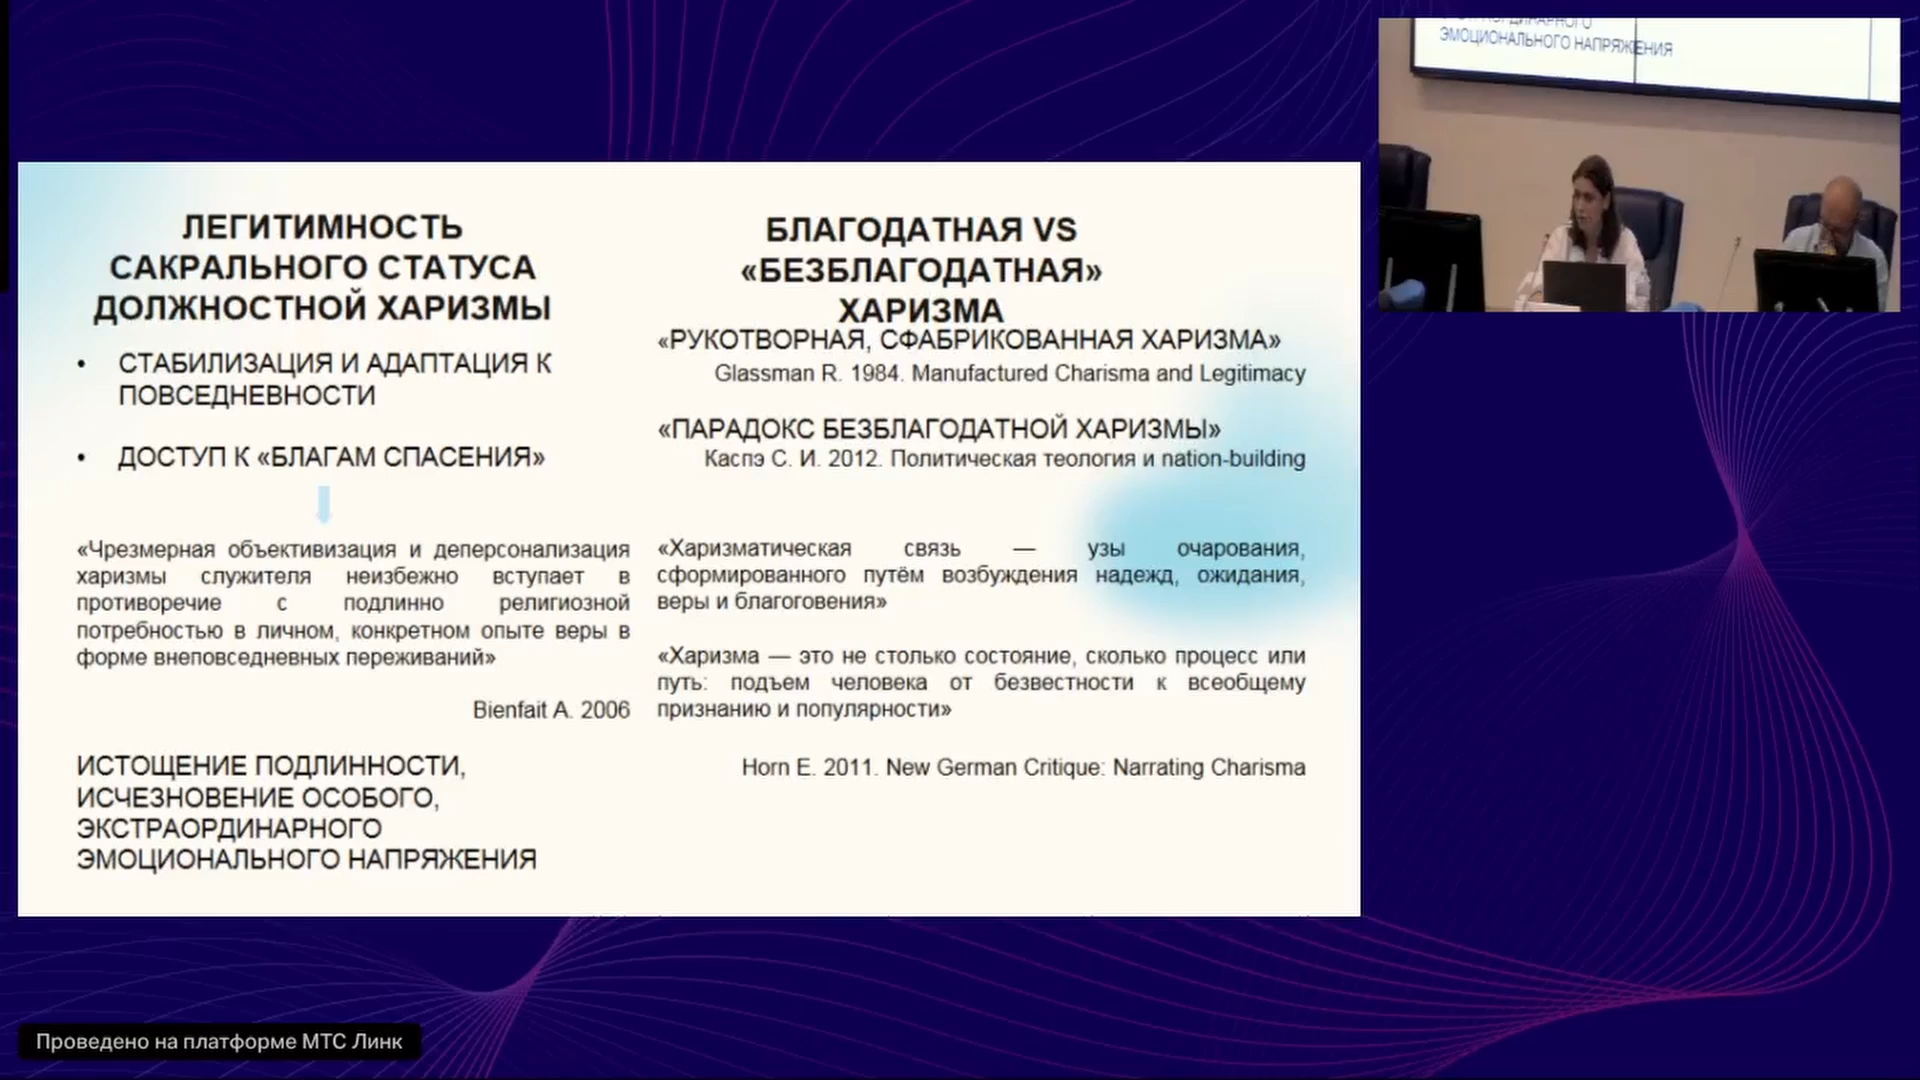 ЛЕГИТИМНОСТЬ
САКРАЛЬНОГО СТАТУСА
ДОЛЖНОСТНОЙ ХАРИЗМЫ
• СТАБИЛИЗАЦИЯ И АДАПТАЦИЯ К
ПОВСЕДНЕВНОСТИ
• ДОСТУП К «БЛАГАМ СПАСЕНИЯ»
«Чрезмерная объективизация и деперсонализация
харизмы служителя неизбежно вступает в
противоречие с подлинно религиозной
потребностью в личном, конкретном опыте веры в
форме внеповседневных переживаний»
Bienfait A. 2006
ИСТОЩЕНИЕ ПОДЛИННОСТИ,
ИСЧЕЗНОВЕНИЕ ОСОБОГО,
ЭКСТРАОРДИНАРНОГО
ЭМОЦИОНАЛЬНОГО НАПРЯЖЕНИЯ
БЛАГОДАТНАЯ VS
«БЕЗБЛАГОДАТНАЯ»
ХАРИЗМА
«РУКОТВОРНАЯ, СФАБРИКОВАННАЯ ХАРИЗМА»
Glassman R. 1984. Manufactured Charisma and Legitimacy
«ПАРАДОКС БЕЗБЛАГОДАТНОЙ ХАРИЗМЫ»
Каспэ С. И. 2012. Политическая теология и nation-building
«Харизматическая связь — узы очарования,
сформированного путём возбуждения надежд, ожидания,
веры и благоговения»
«Харизма — это не столько состояние, сколько процесс или
путь: подъем человека от безвестности к всеобщему
признанию и популярности»
Horn E. 2011. New German Critique: Narrating Charisma
ЭМОЦИОНАЛЬНОГО НАПРЯЖЕНИЯ
Проведено на платформе МТС Линк